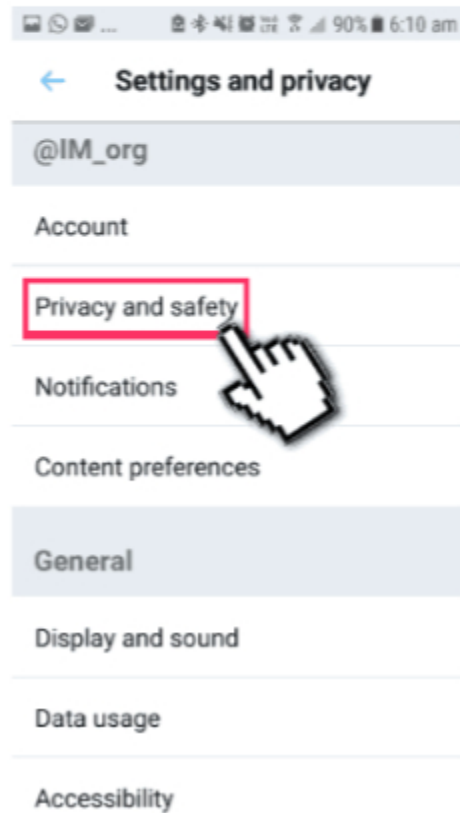 90% 6:10 am
Settings and privacy
@IM_org
Account
Privacy and safety
Notifications
Content preferences
General
Display and sound
Data usage
Accessibility